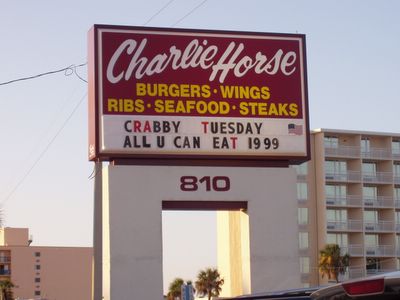 Charlie Horse
BURGERS • WINGS
RIBS • SEAFOOD • STEAKS
CRABBY TUESDAY
ALL U CAN EAT 1999
810